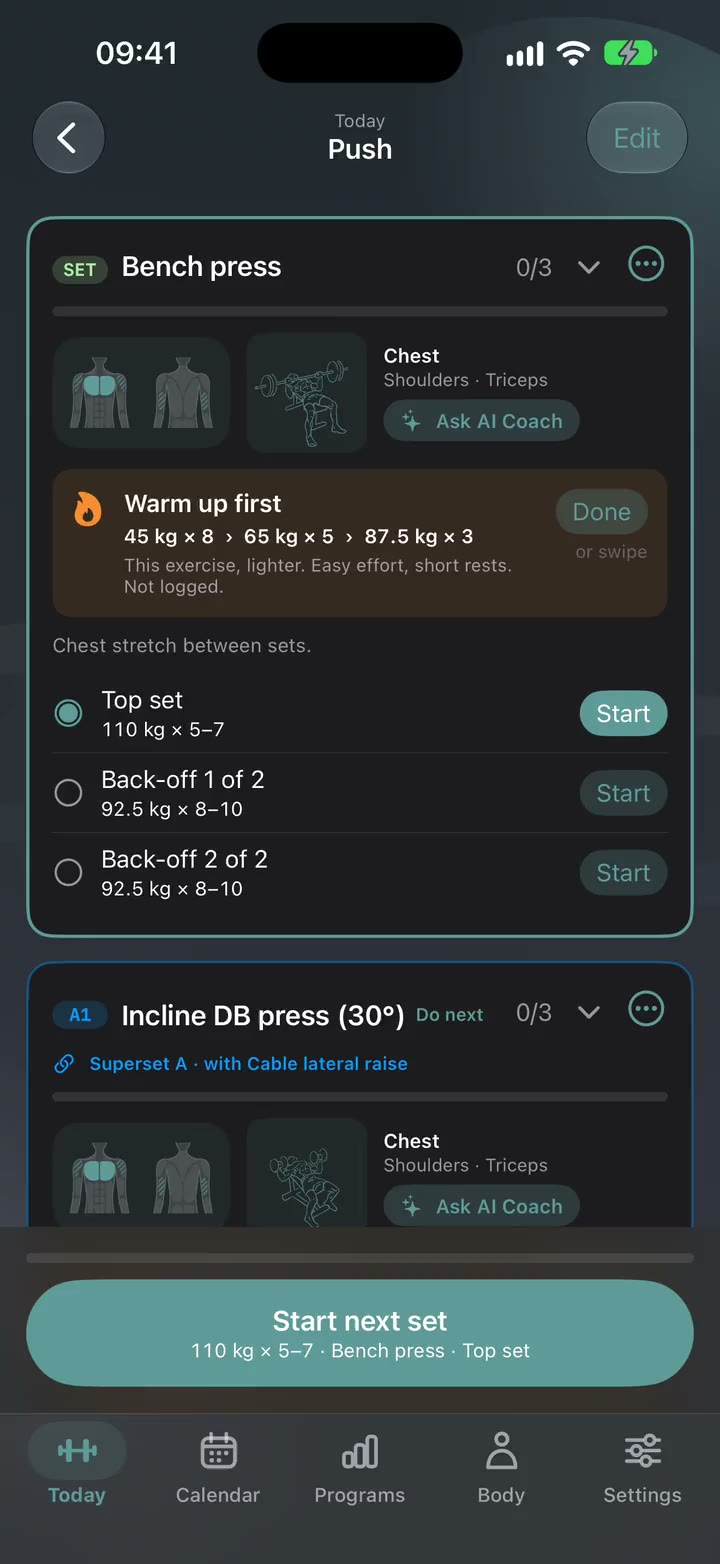 09:41
Today
Push
Edit
SET Bench press 0/3
Chest
Shoulders · Triceps
Ask AI Coach
Warm up first
Done
45 kg × 8 › 65 kg × 5 › 87.5 kg × 3
or swipe
This exercise, lighter. Easy effort, short rests.
Not logged.
Chest stretch between sets.
Top set
110 kg × 5–7
Start
Back-off 1 of 2
92.5 kg × 8–10
Start
Back-off 2 of 2
92.5 kg × 8–10
Start
A1 Incline DB press (30°) Do next 0/3
Superset A · with Cable lateral raise
Chest
Shoulders · Triceps
Ask AI Coach
Start next set
110 kg × 5–7 · Bench press · Top set
Today Calendar Programs Body Settings